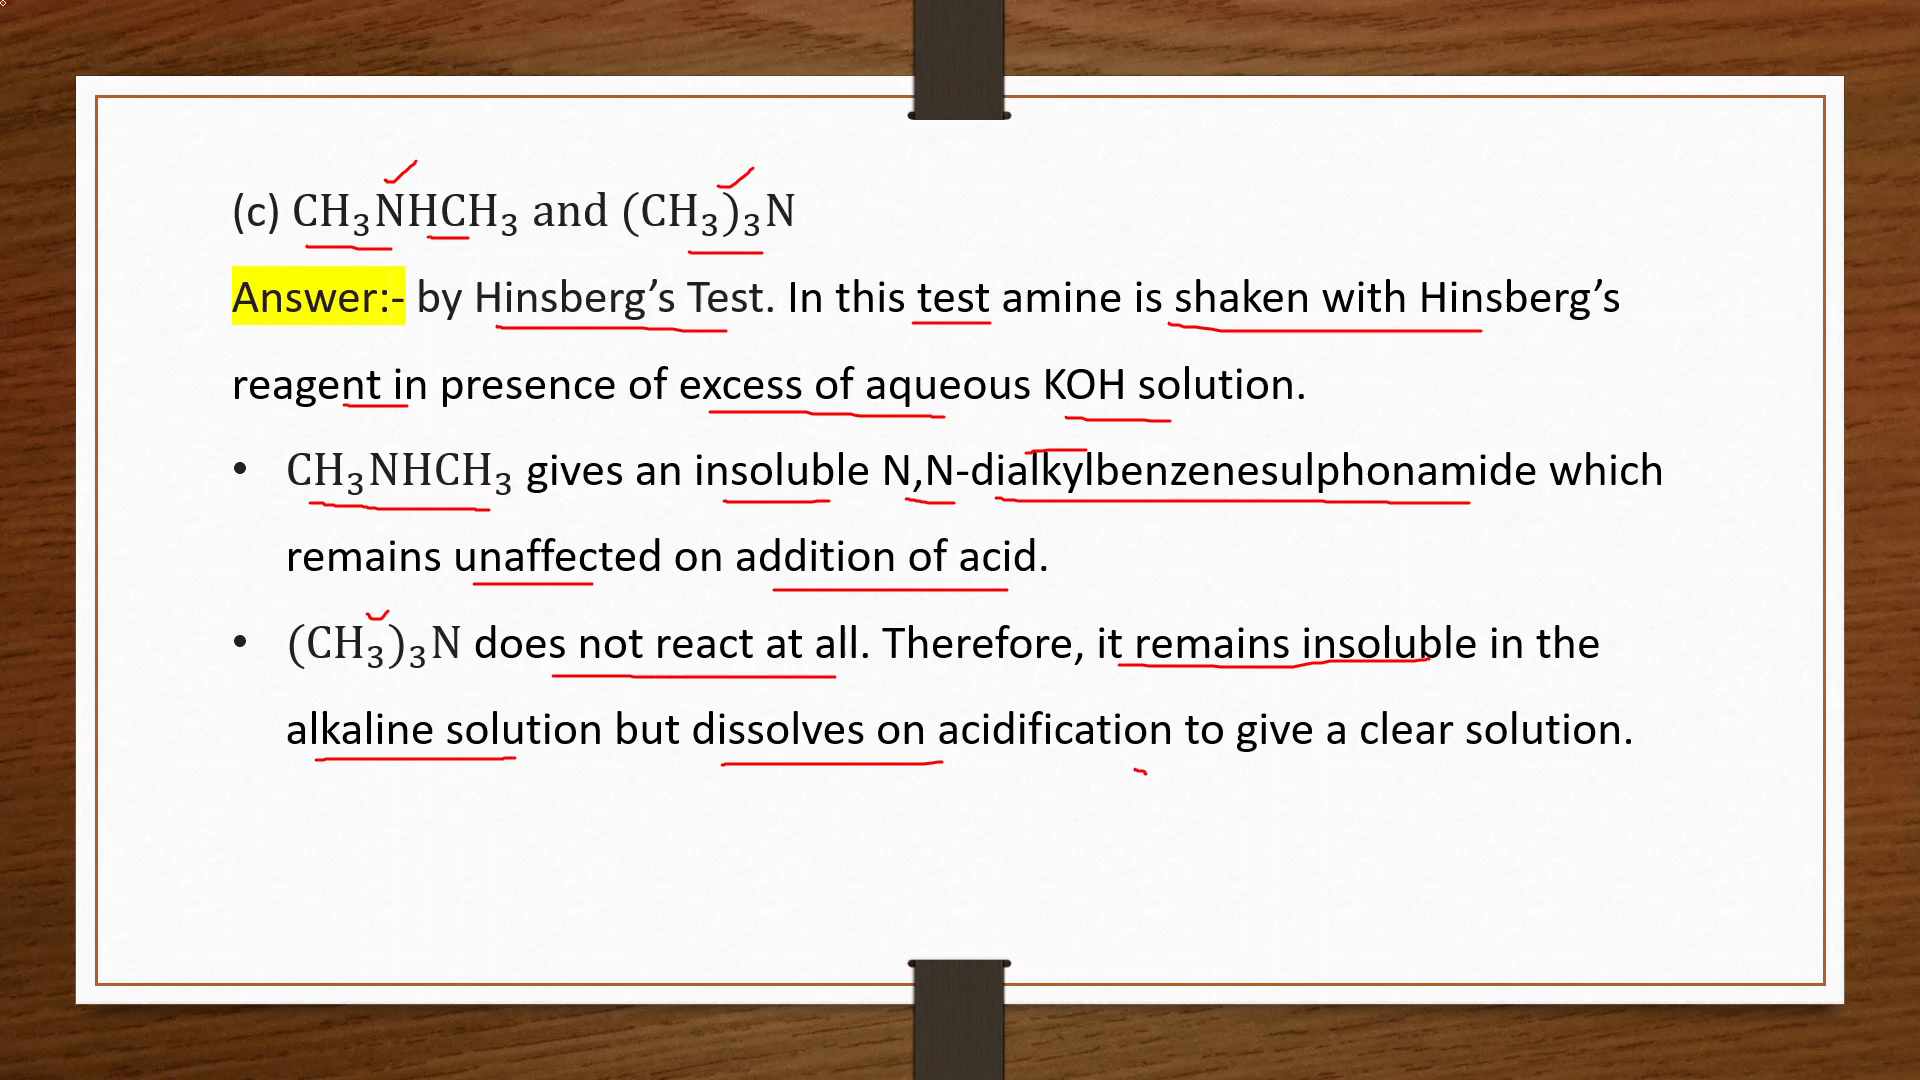 (c) CH₃NHCH₃ and (CH₃)₃N
Answer:- by Hinsberg’s Test. In this test amine is shaken with Hinsberg’s
reagent in presence of excess of aqueous KOH solution.
• CH₃NHCH₃ gives an insoluble N,N-dialkylbenzenesulphonamide which
remains unaffected on addition of acid.
• (CH₃)₃N does not react at all. Therefore, it remains insoluble in the
alkaline solution but dissolves on acidification to give a clear solution.